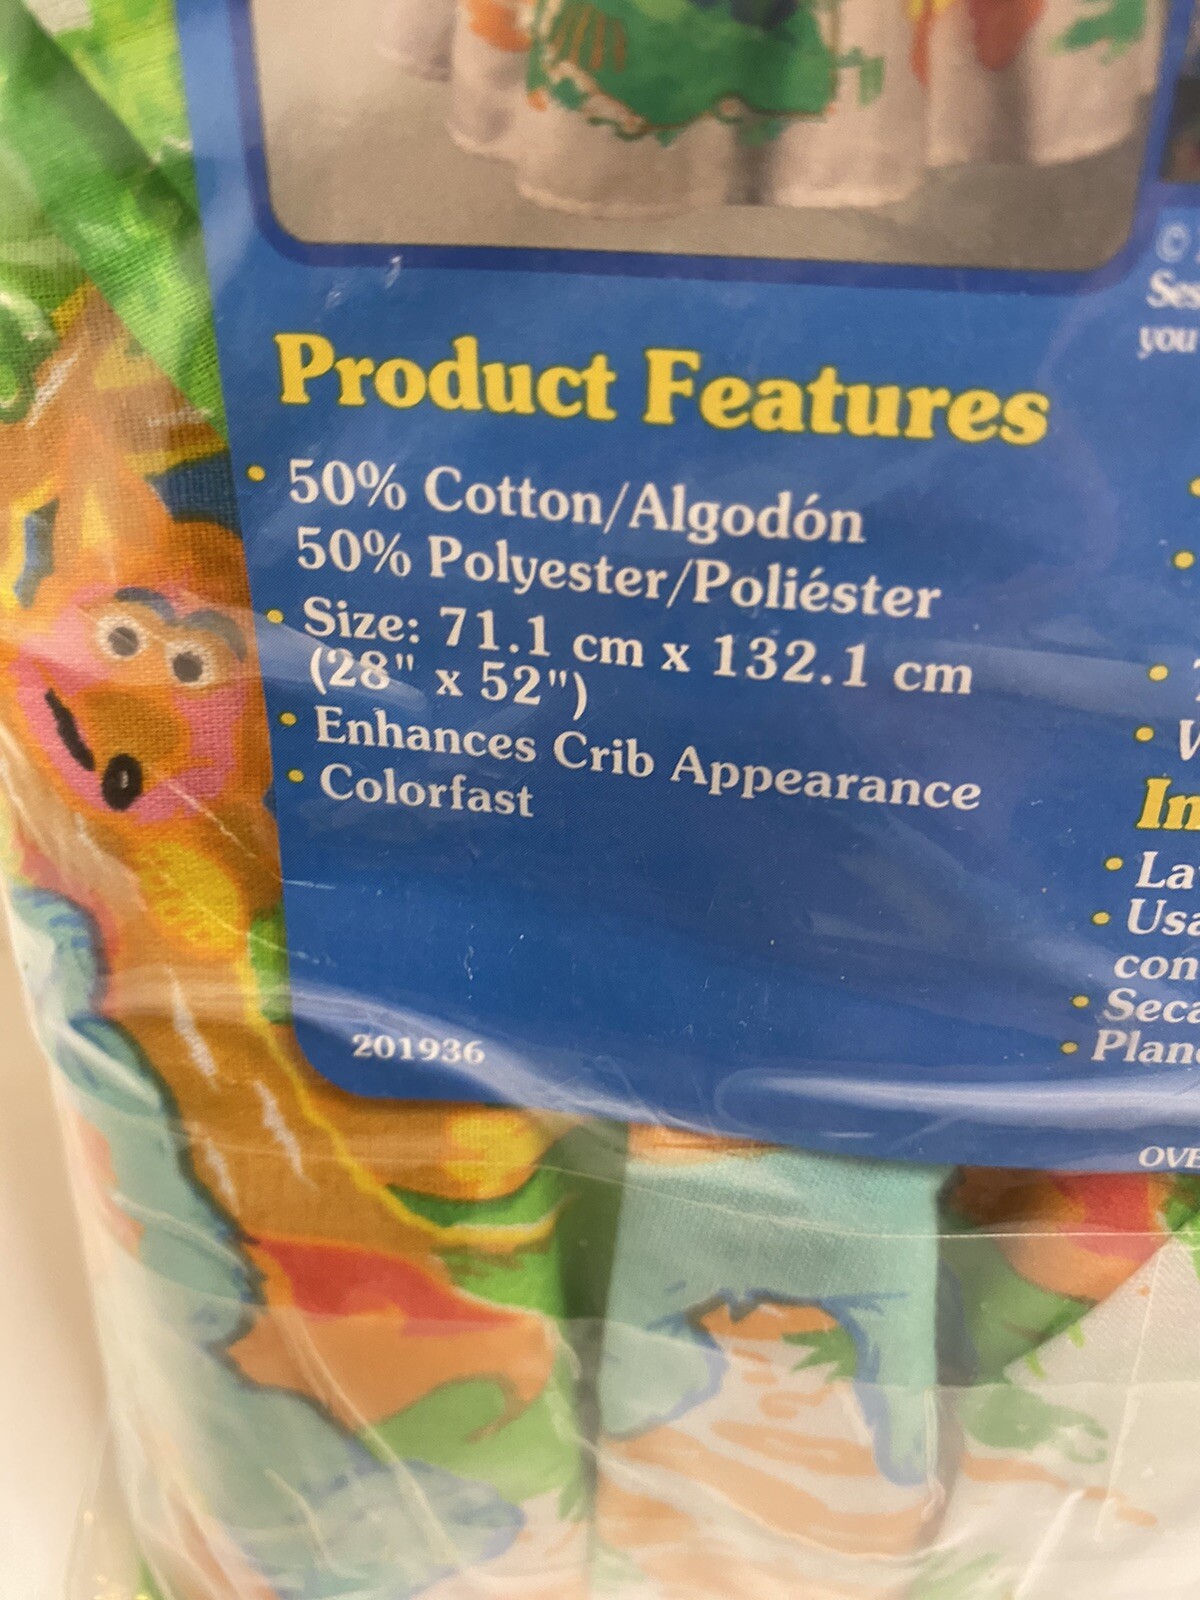 ©
you
Product Features
• 50% Cotton/Algodón
50% Polyester/Poliéster
• Size: 71.1 cm x 132.1 cm
(28" x 52")
• Enhances Crib Appearance
• Colorfast
201936